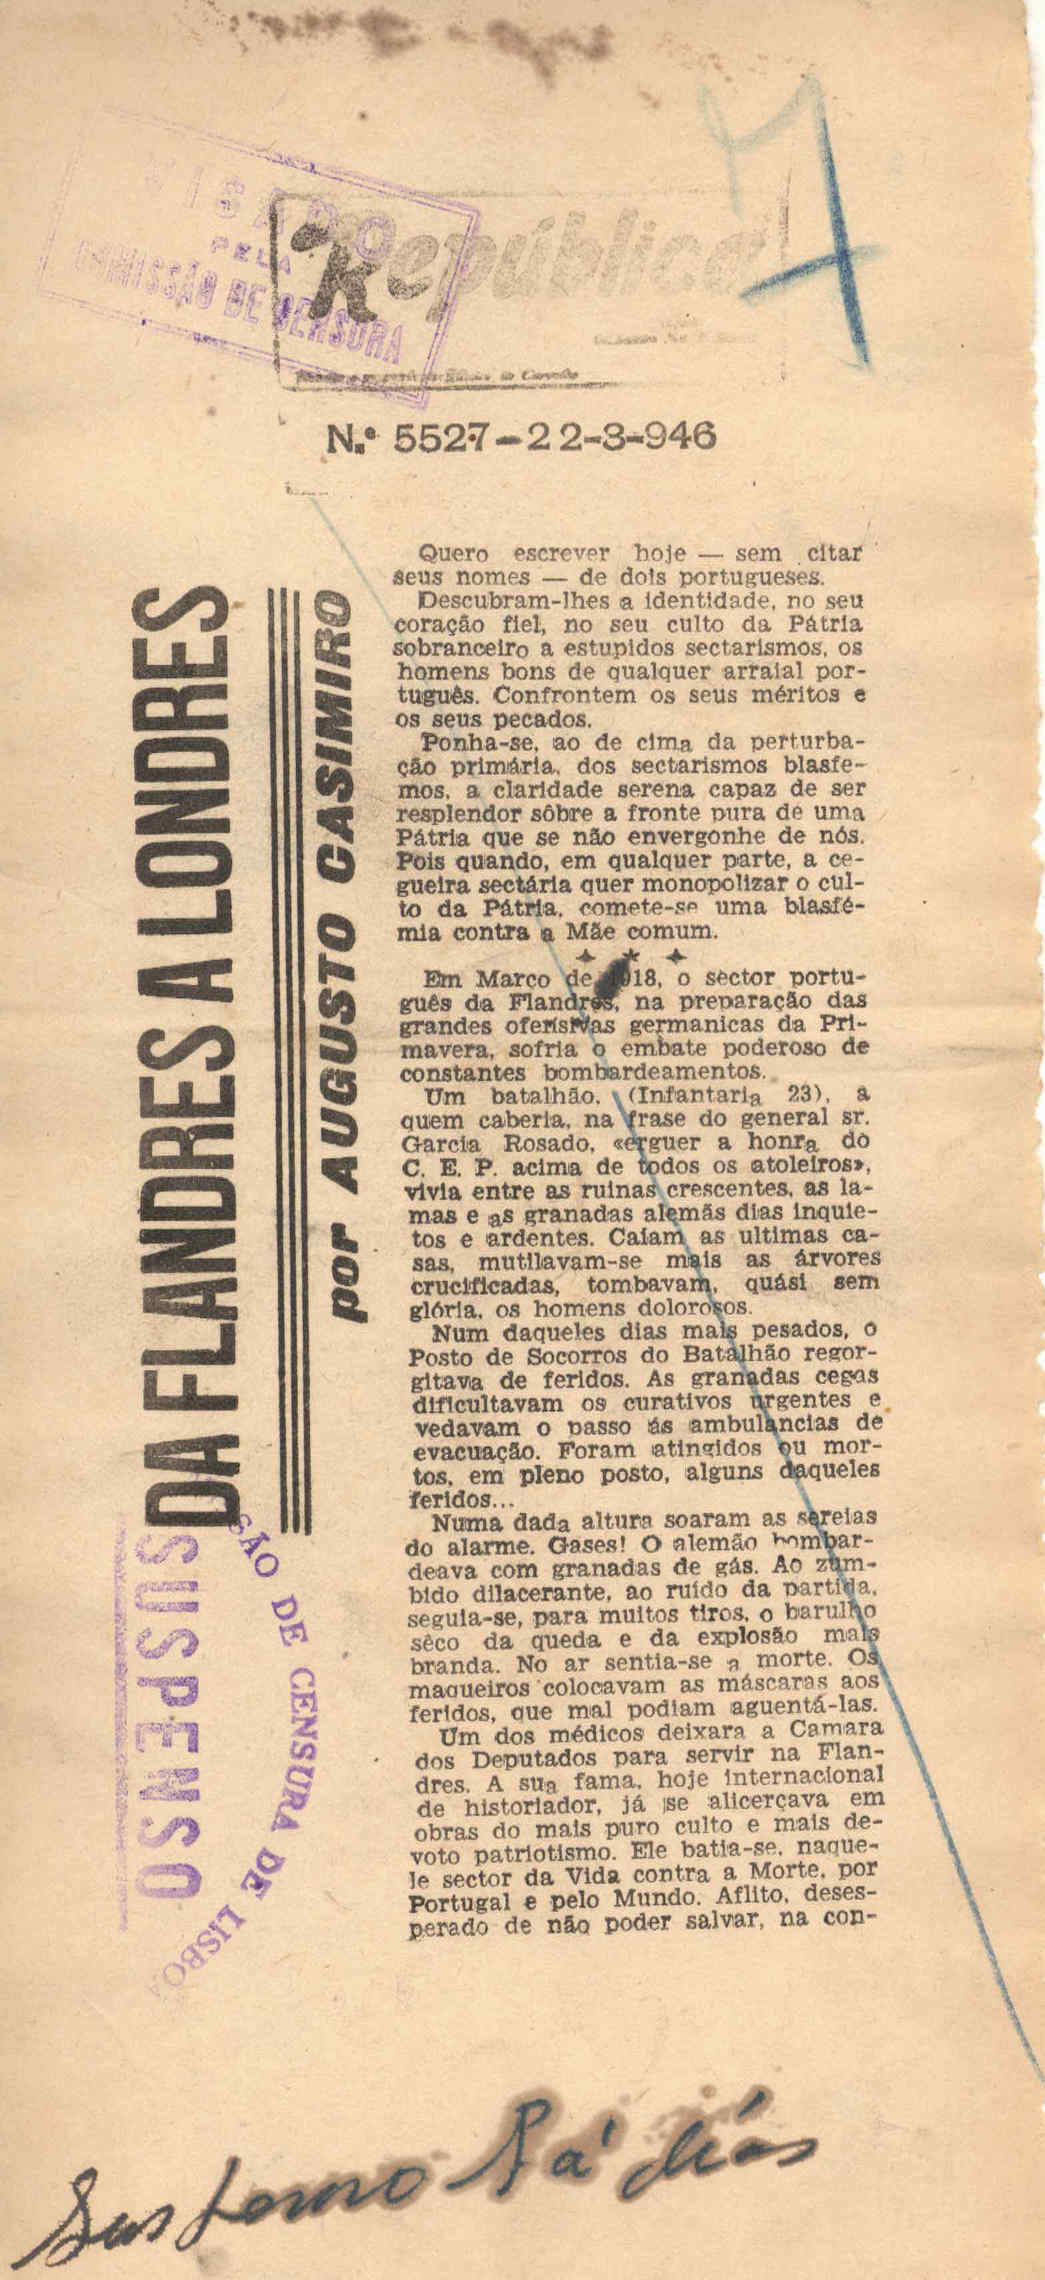 VISADO
PELA
COMISSÃO DE CENSURA
República
N.º 5527-22-3-946
DA FLANDRES A LONDRES
por AUGUSTO CASIMIRO
Quero escrever hoje — sem citar
seus nomes — de dois portugueses.
Descubram-lhes a identidade, no seu
coração fiel, no seu culto da Pátria
sobranceiro a estupidos sectarismos, os
homens bons de qualquer arraial por-
tuguês. Confrontem os seus méritos e
os seus pecados.
Ponha-se, ao de cima da perturba-
ção primária, dos sectarismos blasfe-
mos, a claridade serena capaz de ser
resplendor sôbre a fronte pura de uma
Pátria que se não envergonhe de nós.
Pois quando, em qualquer parte, a ce-
gueira sectária quer monopolizar o cul-
to da Pátria, comete-se uma blasfé-
mia contra a Mãe comum.
Em Março de 1918, o sector portu-
guês da Flandres, na preparação das
grandes ofensivas germanicas da Pri-
mavera, sofria o embate poderoso de
constantes bombardeamentos.
Um batalhão, (Infantaria 23), a
quem caberia, na frase do general sr.
Garcia Rosado, «erguer a honra do
C. E. P. acima de todos os atoleiros»,
vivia entre as ruinas crescentes, as la-
mas e as granadas alemãs dias inquie-
tos e ardentes. Caiam as ultimas ca-
sas, mutilavam-se mais as árvores
crucificadas, tombavam, quási sem
glória, os homens dolorosos.
Num daqueles dias mais pesados, o
Posto de Socorros do Batalhão regor-
gitava de feridos. As granadas cegas
dificultavam os curativos urgentes e
vedavam o passo ás ambulancias de
evacuação. Foram atingidos ou mor-
tos, em pleno posto, alguns daqueles
feridos...
Numa dada altura soaram as sereias
do alarme. Gases! O alemão bombar-
deava com granadas de gás. Ao zum-
bido dilacerante, ao ruído da partida,
seguia-se, para muitos tiros, o barulho
sêco da queda e da explosão mais
branda. No ar sentia-se a morte. Os
maqueiros colocavam as máscaras aos
feridos, que mal podiam aguentá-las.
Um dos médicos deixara a Camara
dos Deputados para servir na Flan-
dres. A sua fama, hoje internacional
de historiador, já se alicerçava em
obras do mais puro culto e mais de-
voto patriotismo. Ele batia-se, naque-
le sector da Vida contra a Morte, por
Portugal e pelo Mundo. Aflito, deses-
perado de não poder salvar, na con-
SUSPENSO
SÃO DE CENSURA DE LISBOA